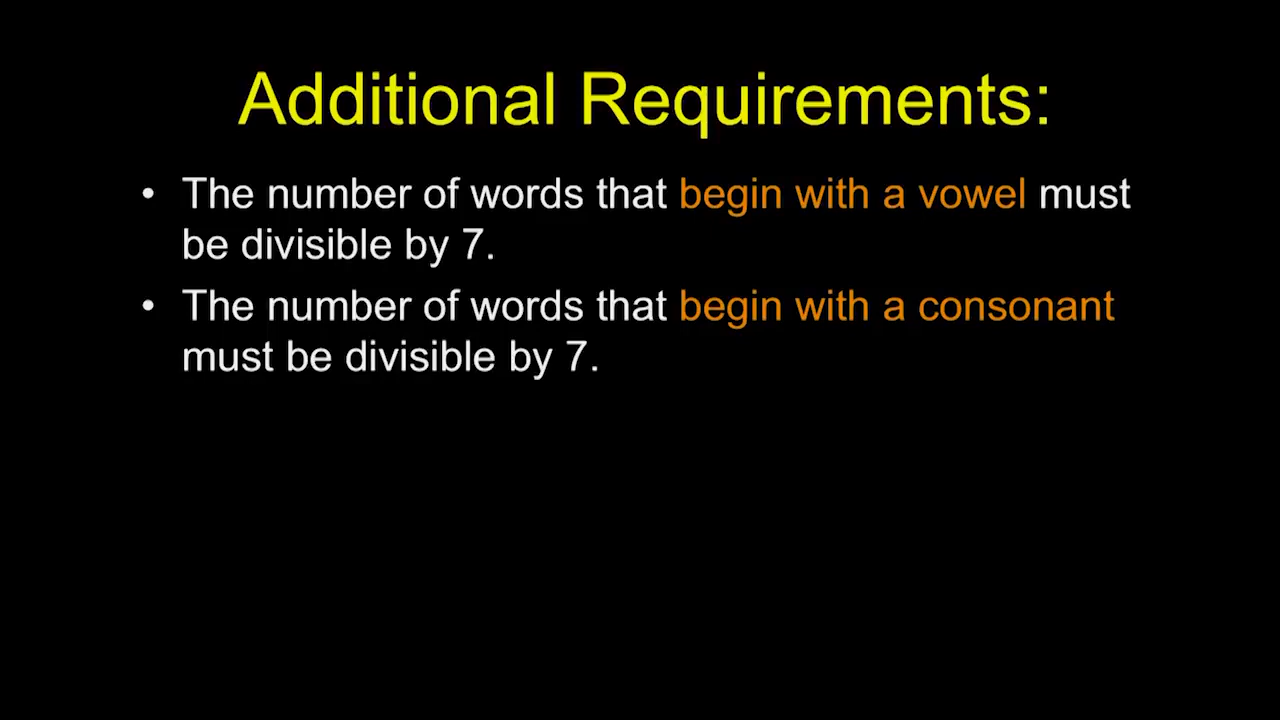 Additional Requirements:
• The number of words that begin with a vowel must
be divisible by 7.
• The number of words that begin with a consonant
must be divisible by 7.